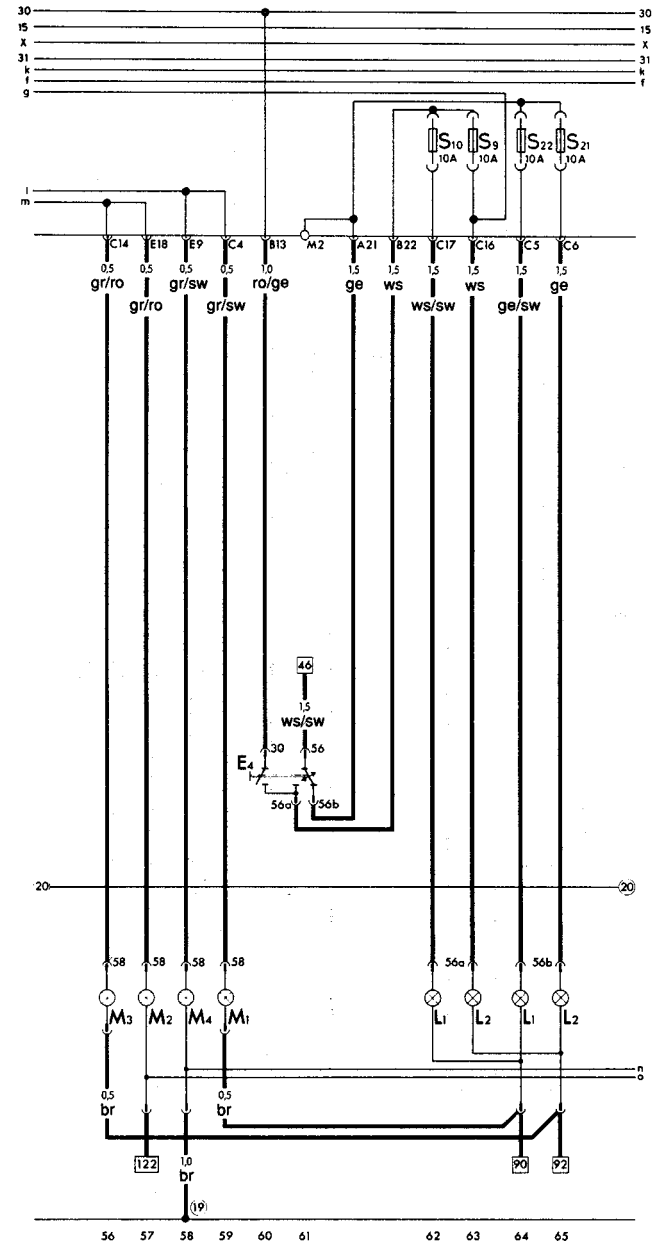 30 30
15 15
X X
31 31
k k
f f
g
S10 S9 S22 S21
10A 10A 10A 10A
l
m
C14 E18 E9 C4 B13 M2 A21 B22 C17 C16 C5 C6
0,5 0,5 0,5 0,5 1,0 1,5 1,5 1,5 1,5 1,5 1,5
gr/ro gr/sw ro/ge ge ws ws ge
gr/ro gr/sw ws/sw ge/sw
46
1,5
ws/sw
30 56
E4
56a 56b
20 20
58 58 58 58 56a 56b
M3 M2 M4 M1 L1 L2 L1 L2
n
o
0,5 0,5
br br
122 90 92
1,0
br
19
56 57 58 59 60 61 62 63 64 65